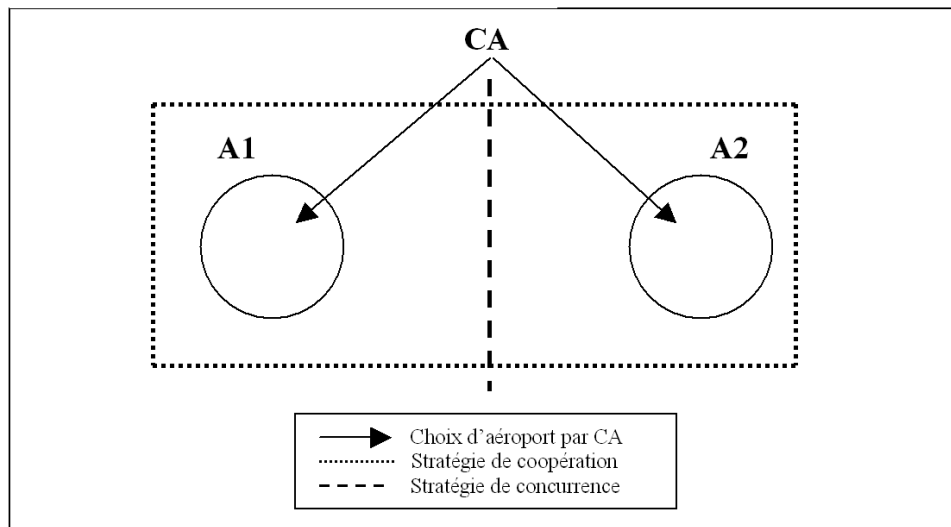 CA
A1
A2
Choix d'aéroport par CA
Stratégie de coopération
Stratégie de concurrence